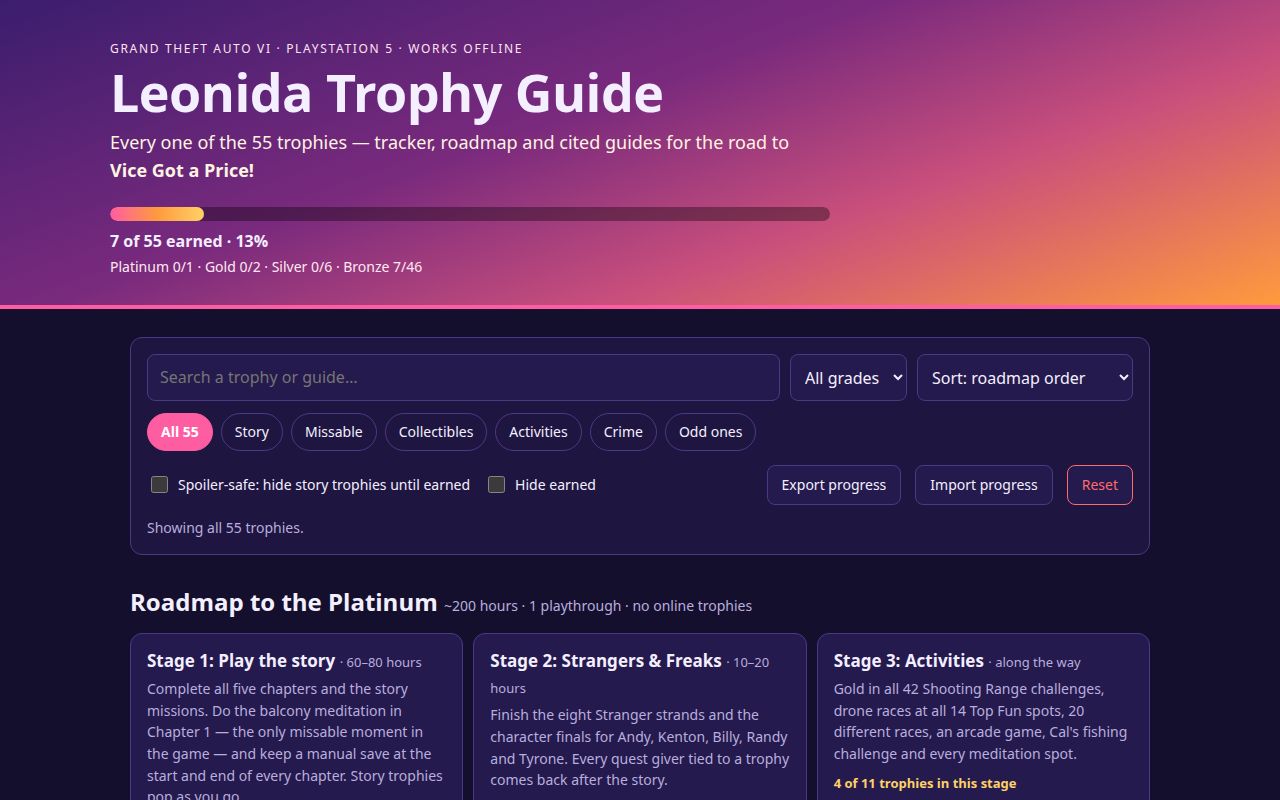 GRAND THEFT AUTO VI · PLAYSTATION 5 · WORKS OFFLINE
Leonida Trophy Guide
Every one of the 55 trophies — tracker, roadmap and cited guides for the road to
Vice Got a Price!
7 of 55 earned · 13%
Platinum 0/1 · Gold 0/2 · Silver 0/6 · Bronze 7/46
Search a trophy or guide...
All grades
Sort: roadmap order
All 55
Story
Missable
Collectibles
Activities
Crime
Odd ones
Spoiler-safe: hide story trophies until earned
Hide earned
Export progress
Import progress
Reset
Showing all 55 trophies.
Roadmap to the Platinum ~200 hours · 1 playthrough · no online trophies
Stage 1: Play the story · 60–80 hours
Complete all five chapters and the story
missions. Do the balcony meditation in
Chapter 1 — the only missable moment in
the game — and keep a manual save at the
start and end of every chapter. Story trophies
pop as you go.
Stage 2: Strangers & Freaks · 10–20
hours
Finish the eight Stranger strands and the
character finals for Andy, Kenton, Billy, Randy
and Tyrone. Every quest giver tied to a trophy
comes back after the story.
Stage 3: Activities · along the way
Gold in all 42 Shooting Range challenges,
drone races at all 14 Top Fun spots, 20
different races, an arcade game, Cal's fishing
challenge and every meditation spot.
4 of 11 trophies in this stage